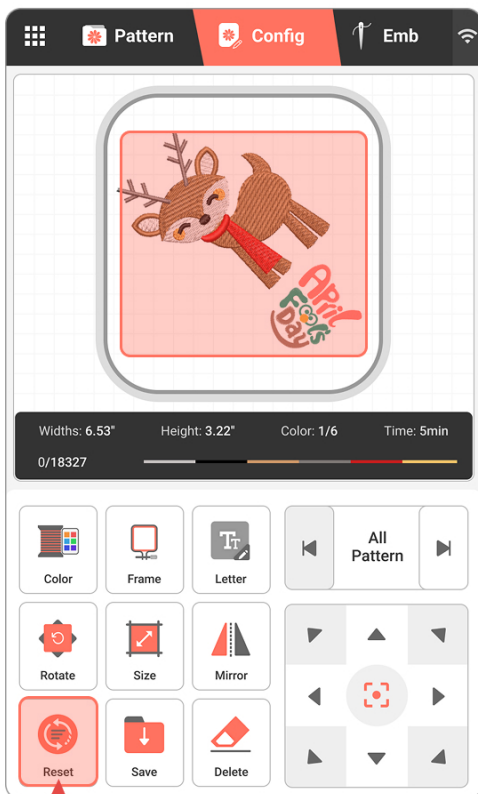 Pattern
Config
Emb
April
Fool's
Day
Widths: 6.53" Height: 3.22" Color: 1/6 Time: 5min
0/18327
Color
Frame
Letter
All
Pattern
Rotate
Size
Mirror
Reset
Save
Delete